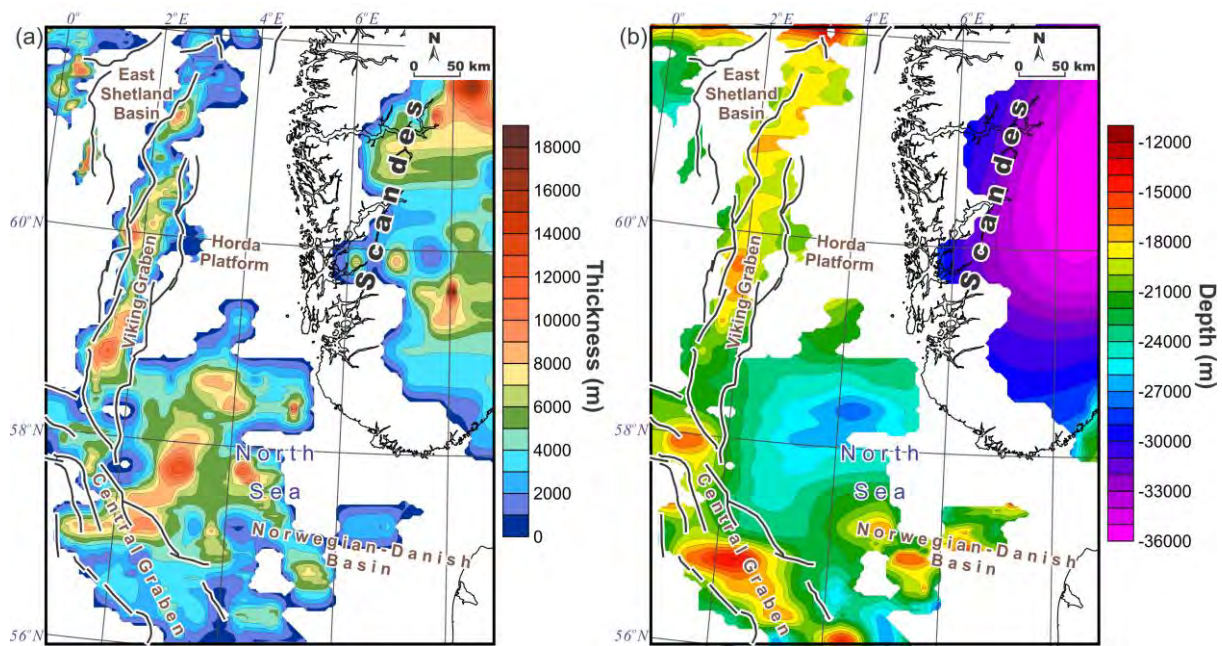 (a)
0°
2°E
4°E
6°E
N
0 50 km
East
Shetland
Basin
Scandes
60°N
Horda
Platform
Viking Graben
58°N
North
Sea
Central Graben
Norwegian-Danish
Basin
56°N
18000
16000
14000
12000
10000
8000
6000
4000
2000
0
Thickness (m)
(b)
0°
2°E
4°E
6°E
N
0 50 km
East
Shetland
Basin
Scandes
60°N
Horda
Platform
Viking Graben
58°N
North
Sea
Central Graben
Norwegian-Danish
Basin
56°N
-12000
-15000
-18000
-21000
-24000
-27000
-30000
-33000
-36000
Depth (m)